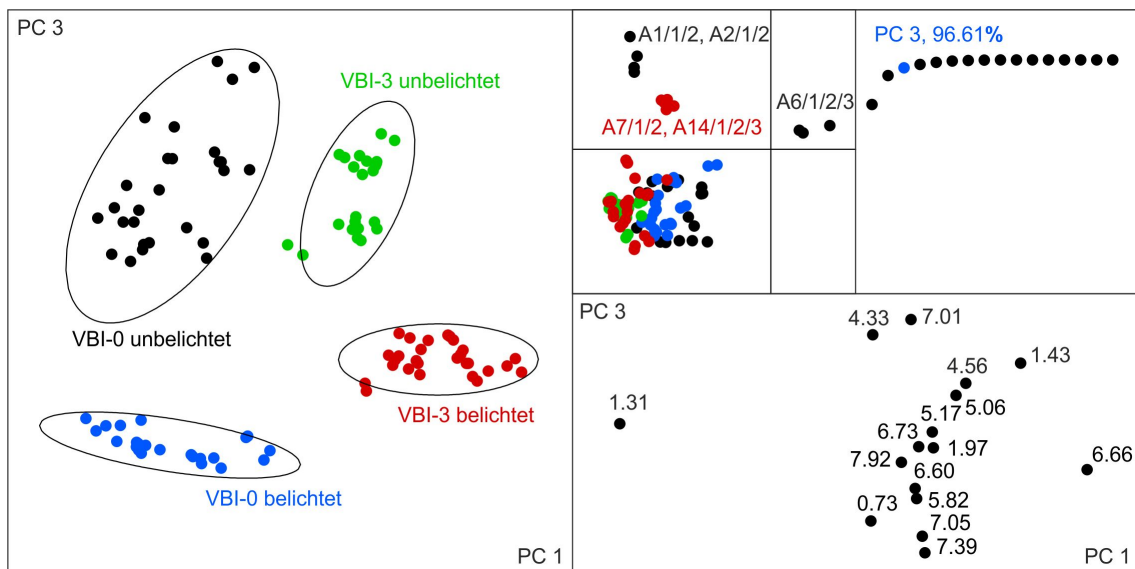 PC 3
VBI-3 unbelichtet
VBI-0 unbelichtet
VBI-3 belichtet
VBI-0 belichtet
PC 1
A1/1/2, A2/1/2
A7/1/2, A14/1/2/3
A6/1/2/3
PC 3, 96.61%
PC 3
4.33
7.01
1.43
4.56
5.06
1.31
5.17
6.73
1.97
7.92
6.66
6.60
0.73
5.82
7.05
7.39
PC 1